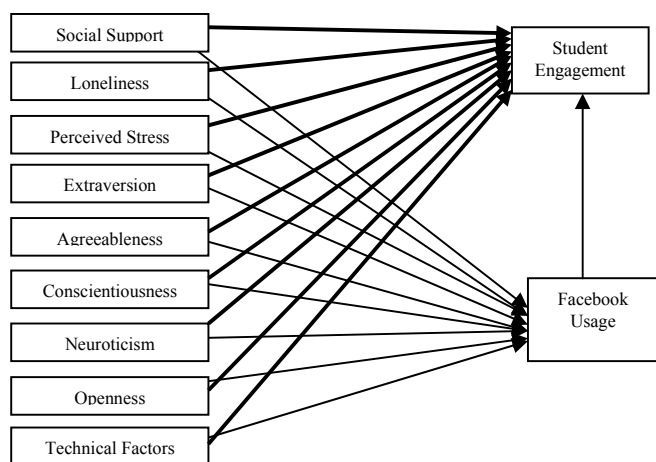 Social Support
Loneliness
Perceived Stress
Extraversion
Agreeableness
Conscientiousness
Neuroticism
Openness
Technical Factors
Student
Engagement
Facebook
Usage